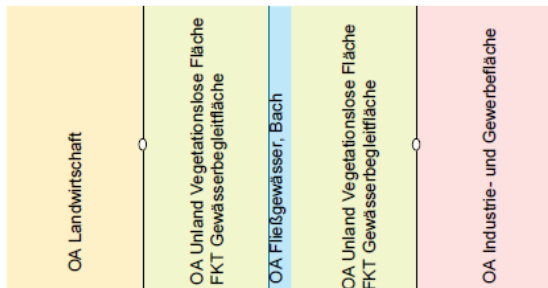 OA Landwirtschaft
OA Unland Vegetationslose Fläche
FKT Gewässerbegleitfläche
OA Fließgewässer, Bach
OA Unland Vegetationslose Fläche
FKT Gewässerbegleitfläche
OA Industrie- und Gewerbefläche